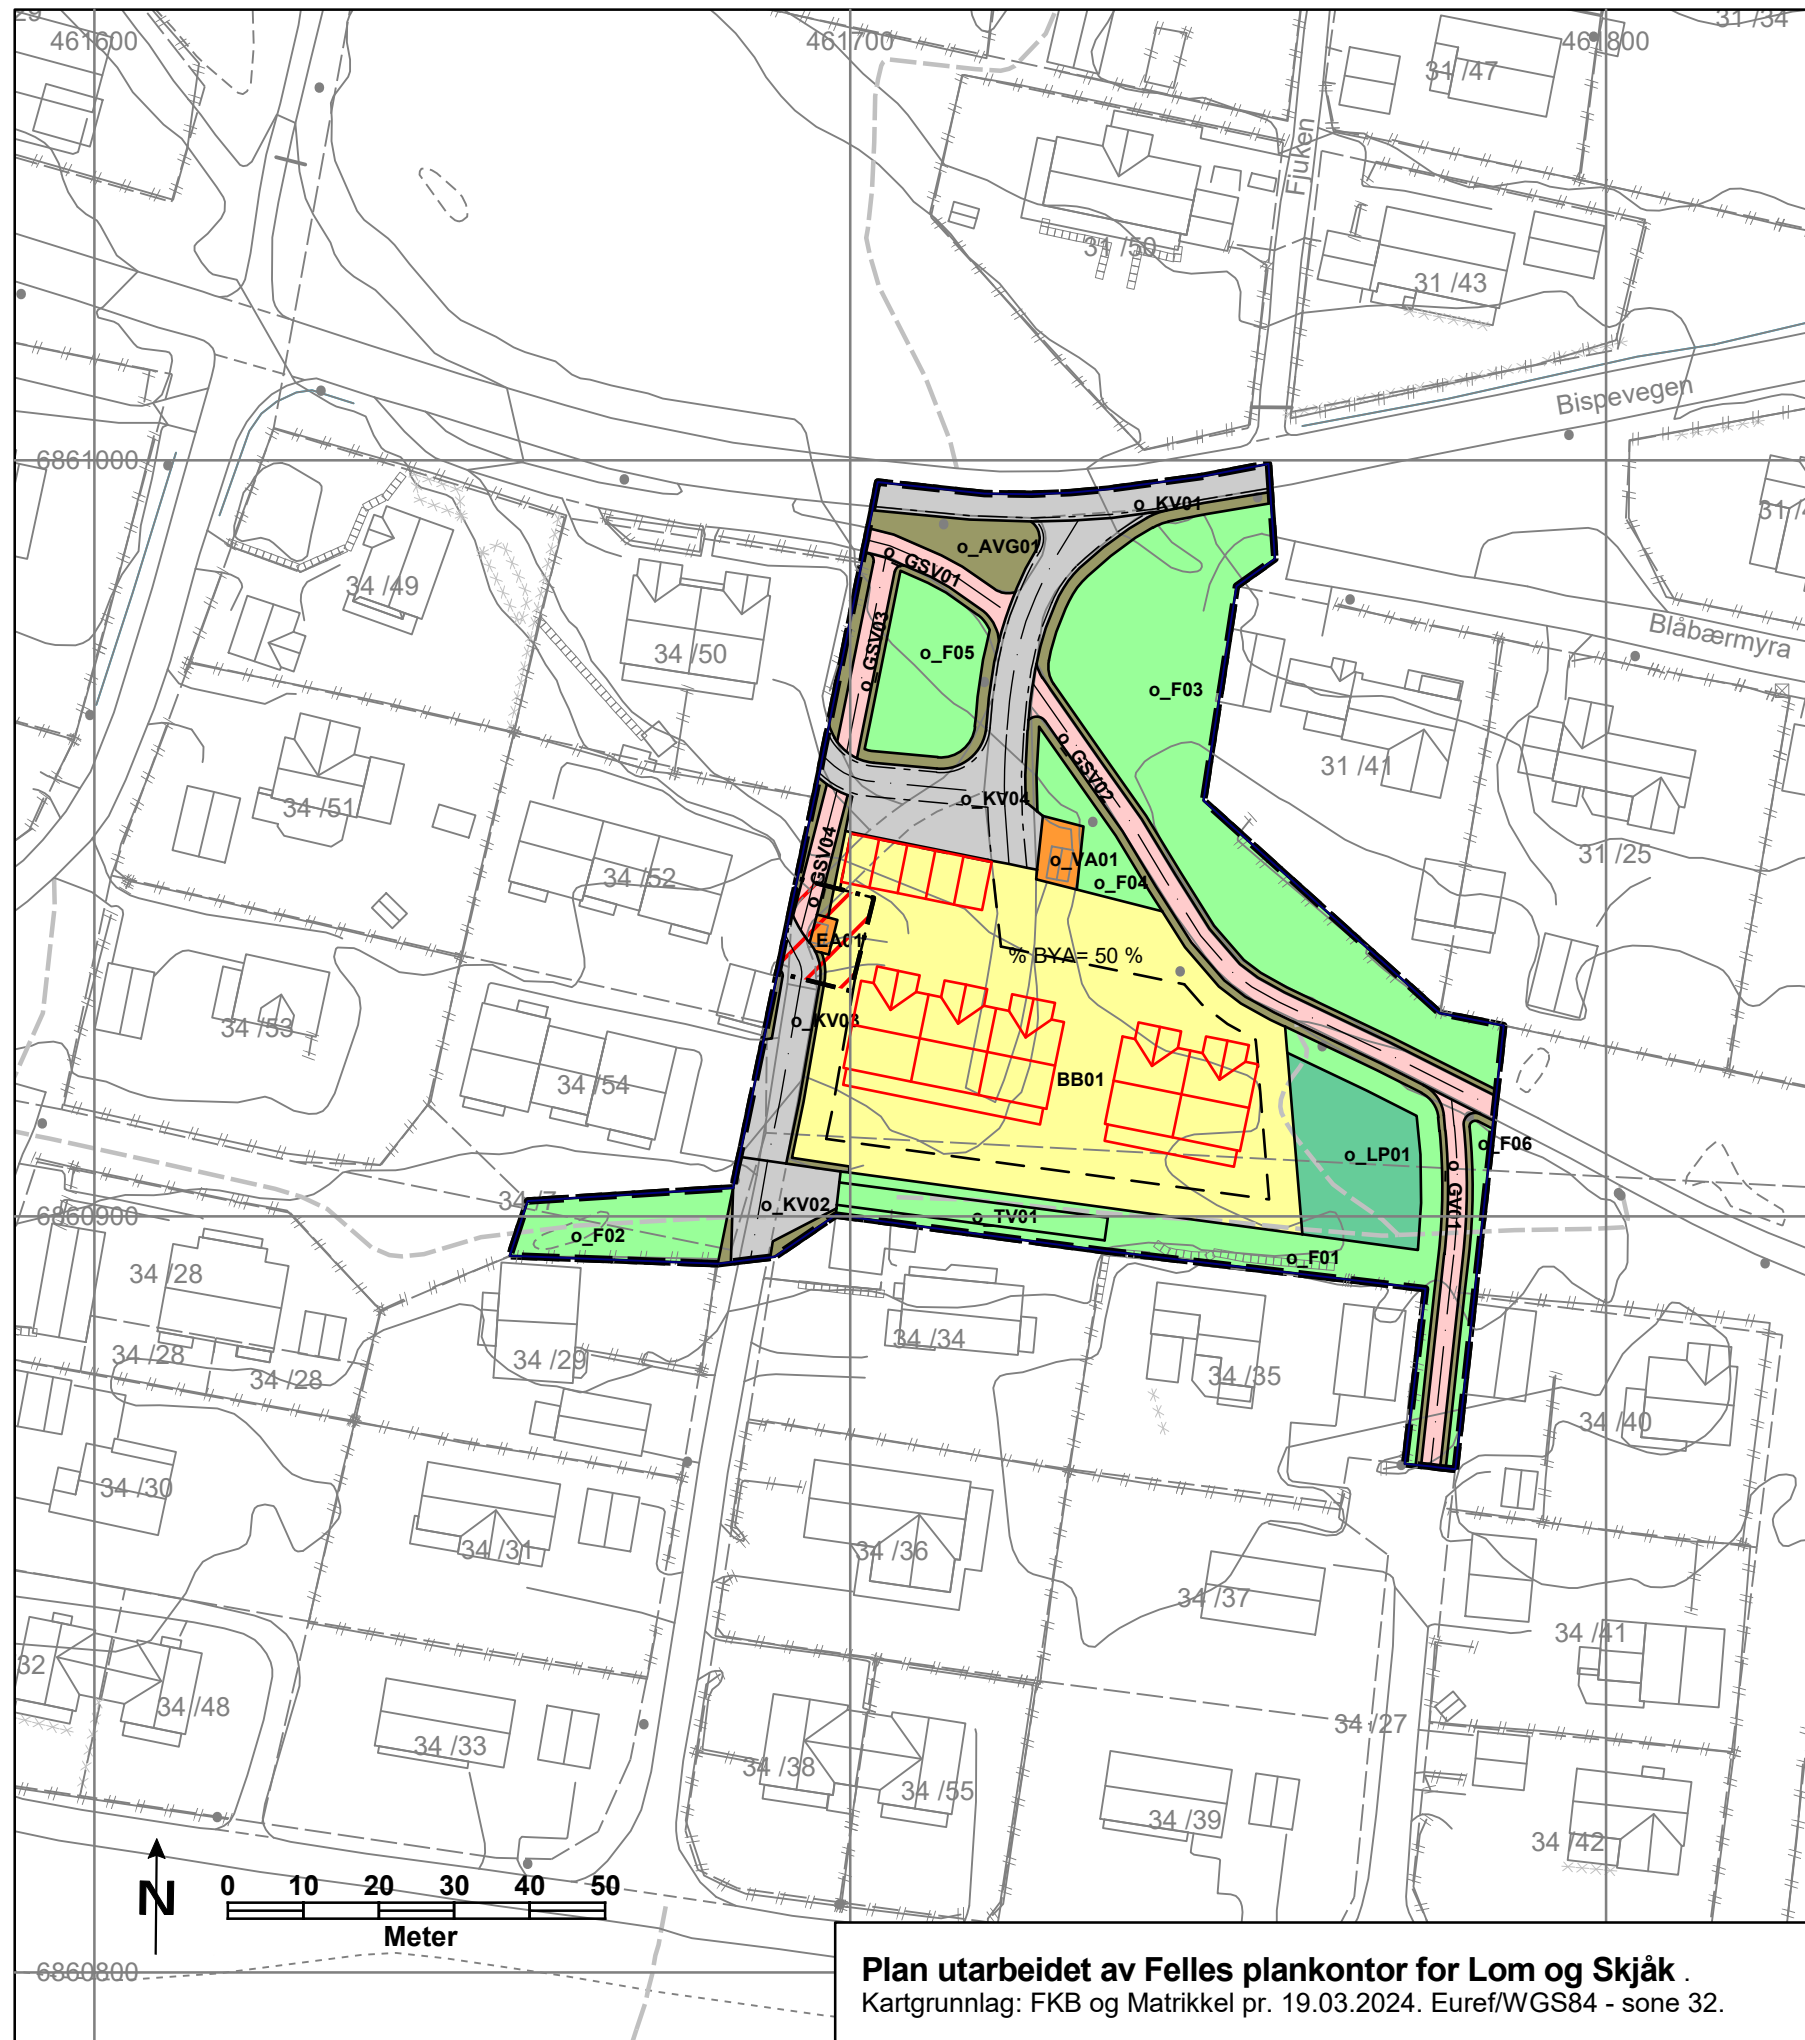 29
461600
461700
461800
31 /34
31 /47
Fjuken
31 /50
31 /43
Bispevegen
6861000
o_KV01
o_AVG01
o_GSV01
34 /49
Blåbærmyra
34 /50
o_GSV03
o_F05
o_F03
31 /41
o_GSV02
34 /51
o_KV04
31 /25
o_VA01
o_GSV04
34 /52
o_F04
EA01
% BYA= 50 %
34 /53
o_KV03
34 /54
BB01
o_F06
o_LP01
o_GV01
34 /7
o_KV02
6860900
o_TV01
o_F02
o_F01
34 /28
34 /34
34 /28
34 /29
34 /28
34 /35
34 /40
34 /30
34 /31
34 /36
34 /37
34 /41
32
34 /48
34 /27
34 /33
34 /38
34 /55
34 /39
34 /42
N
0 10 20 30 40 50
Meter
6860800
Plan utarbeidet av Felles plankontor for Lom og Skjåk .
Kartgrunnlag: FKB og Matrikkel pr. 19.03.2024. Euref/WGS84 - sone 32.